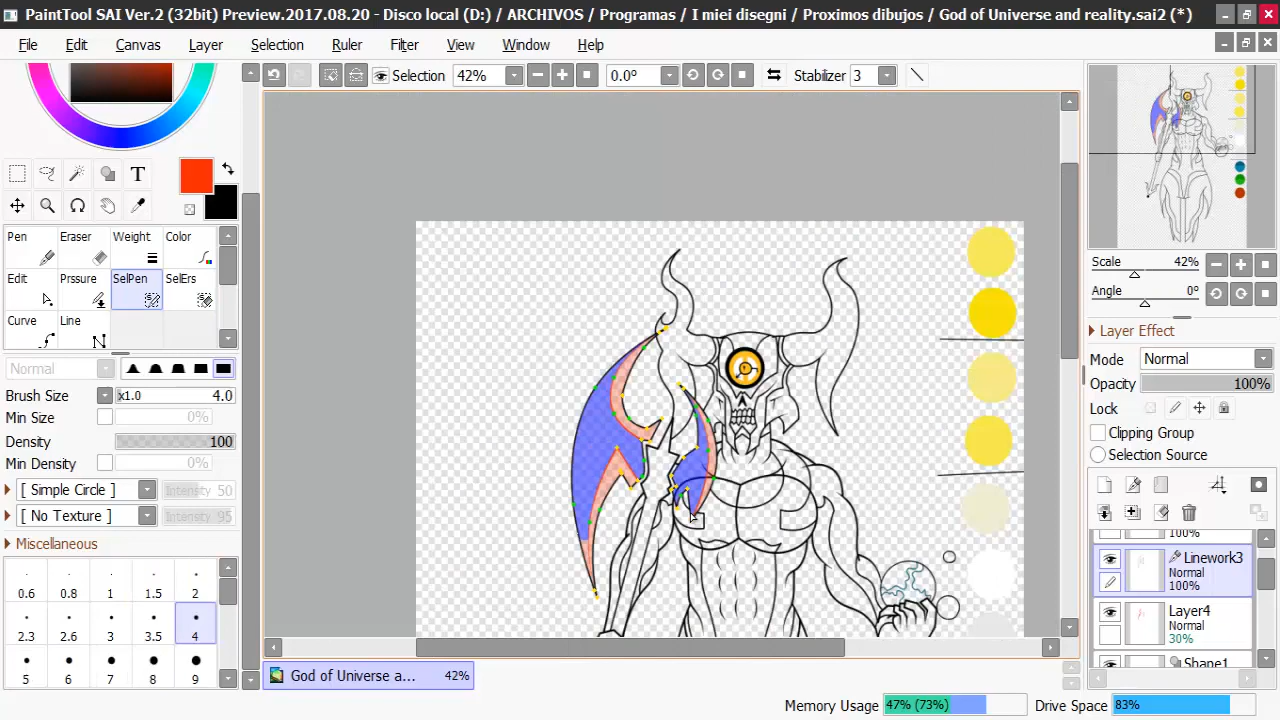 PaintTool SAI Ver.2 (32bit) Preview.2017.08.20 - Disco local (D:) / ARCHIVOS / Programas / I miei disegni / Proximos dibujos / God of Universe and reality.sai2 (*)
File Edit Canvas Layer Selection Ruler Filter View Window Help
Selection 42% 0.0° Stabilizer 3
T
Pen Eraser Weight Color
Edit Prssure SelPen SelErs
Curve Line
Normal
Brush Size x1.0 4.0
Min Size 0%
Density 100
Min Density 0%
[ Simple Circle ] Intensity 50
[ No Texture ] Intensity 95
Miscellaneous
0.6 0.8 1 1.5 2
2.3 2.6 3 3.5 4
5 6 7 8 9
Scale 42%
Angle 0°
Layer Effect
Mode Normal
Opacity 100%
Lock
Clipping Group
Selection Source
100%
Linework3
Normal
100%
Layer4
Normal
30%
Shape1
God of Universe a... 42%
Memory Usage 47% (73%) Drive Space 83%